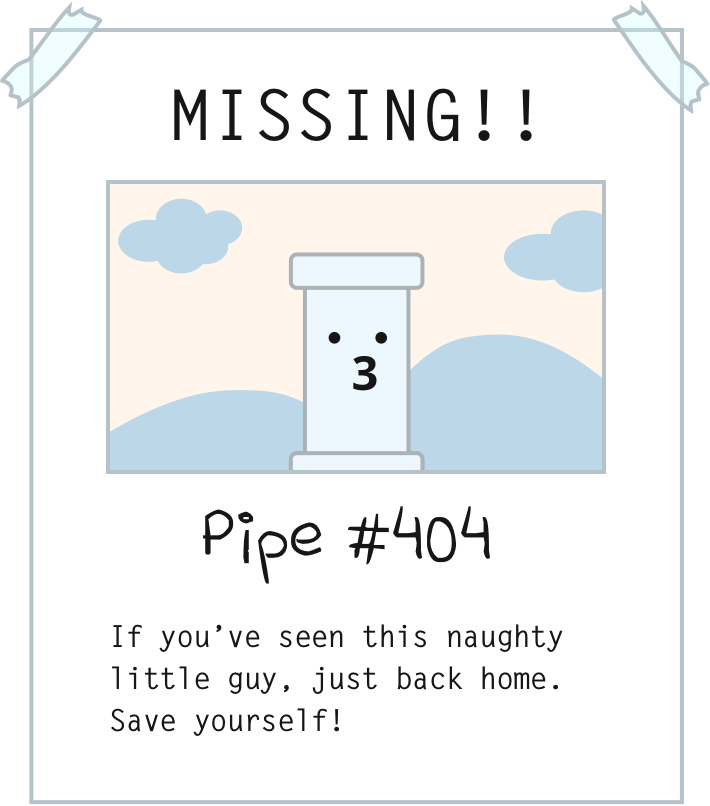 MISSING!!
3
Pipe #404
If you’ve seen this naughty
little guy, just back home.
Save yourself!